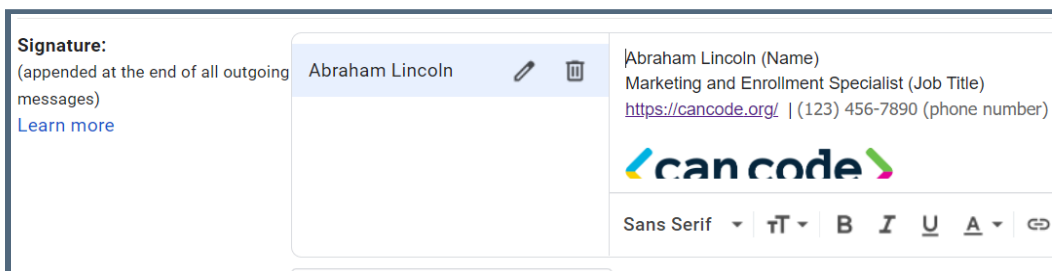 Signature:
(appended at the end of all outgoing
messages)
Learn more
Abraham Lincoln
Abraham Lincoln (Name)
Marketing and Enrollment Specialist (Job Title)
https://cancode.org/ | (123) 456-7890 (phone number)
<can code>
Sans Serif
TT
B I U A